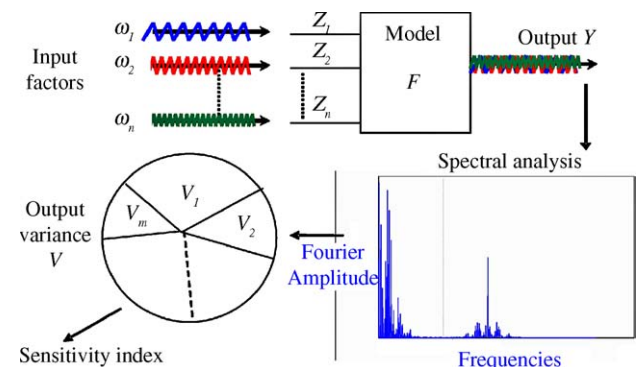 Input
factors
ω1
ω2
ωn
Z1
Z2
Zn
Model
F
Output Y
Spectral analysis
Fourier
Amplitude
Frequencies
Output
variance
V
V1
V2
Vm
Sensitivity index